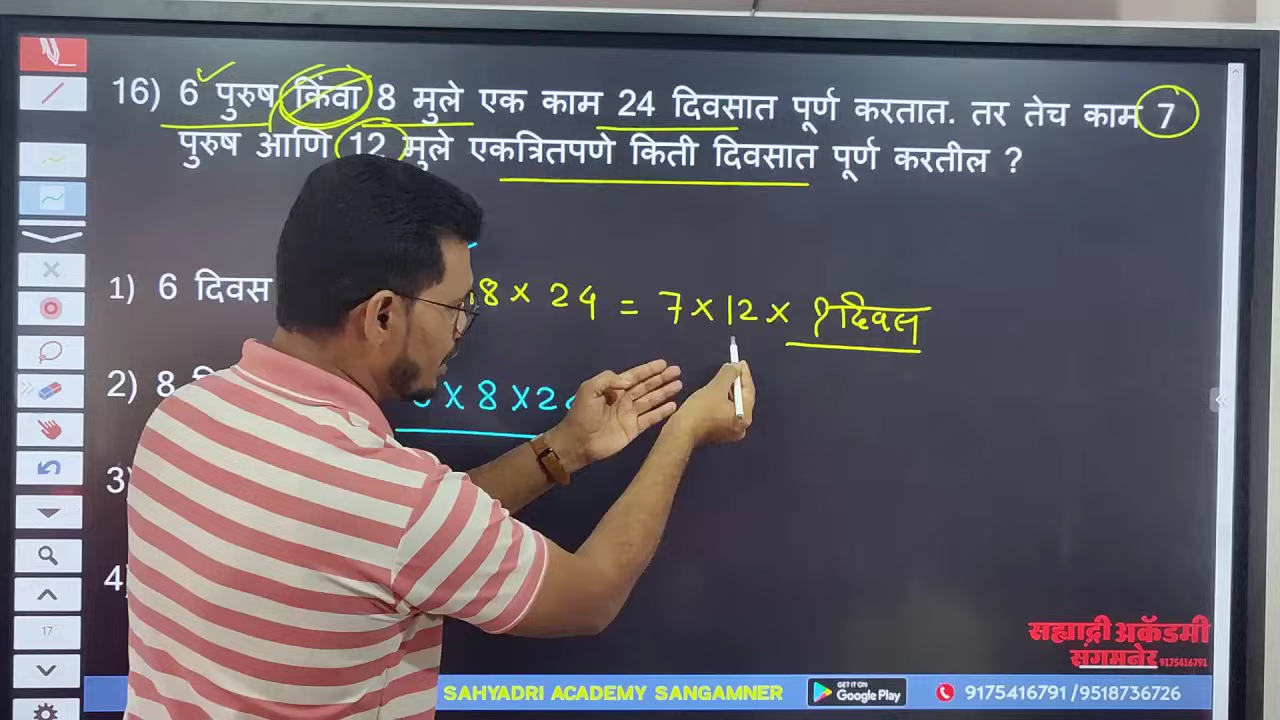 16) 6 पुरुष किंवा 8 मुले एक काम 24 दिवसात पूर्ण करतात. तर तेच काम 7
पुरुष आणि 12 मुले एकत्रितपणे किती दिवसात पूर्ण करतील ?
1) 6 दिवस
8 × 24 = 7 × 12 × ? दिवस
2) 8
× 8 × 2
3)
4)
17
सह्याद्री अकॅडमी
संगमनेर 9175416791
SAHYADRI ACADEMY SANGAMNER
GET IT ON
Google Play
9175416791 /9518736726